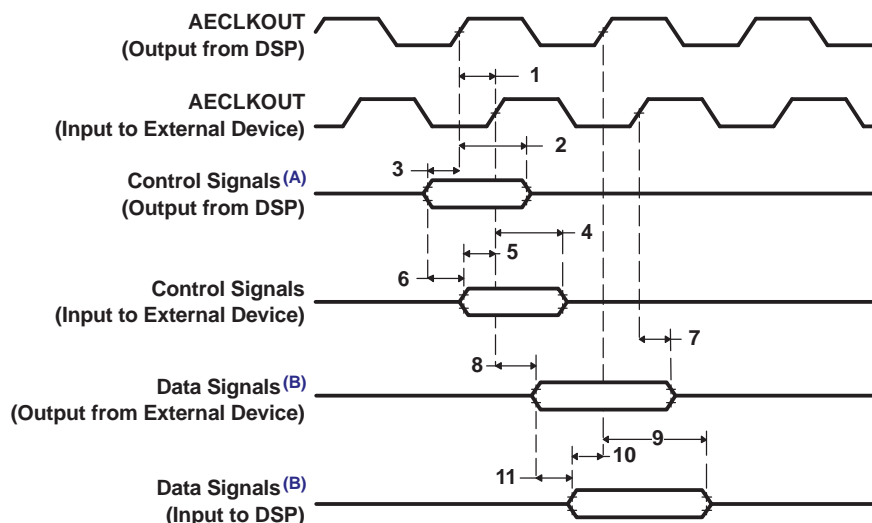 AECLKOUT
(Output from DSP)
1
AECLKOUT
(Input to External Device)
2
3
Control Signals(A)
(Output from DSP)
4
5
6
Control Signals
(Input to External Device)
7
8
Data Signals(B)
(Output from External Device)
9
10
11
Data Signals(B)
(Input to DSP)